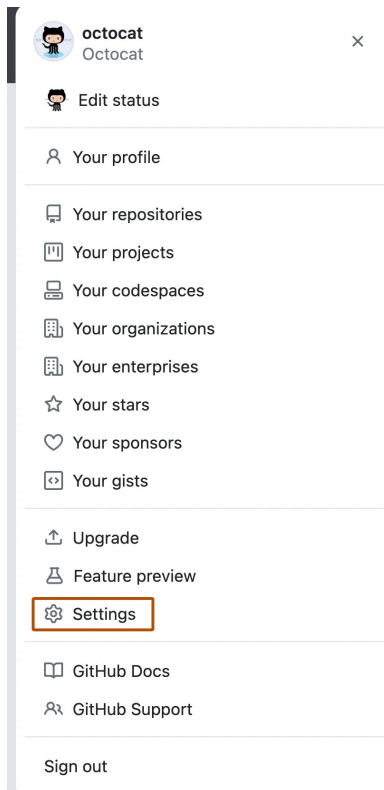 octocat
Octocat
Edit status
Your profile
Your repositories
Your projects
Your codespaces
Your organizations
Your enterprises
Your stars
Your sponsors
Your gists
Upgrade
Feature preview
Settings
GitHub Docs
GitHub Support
Sign out